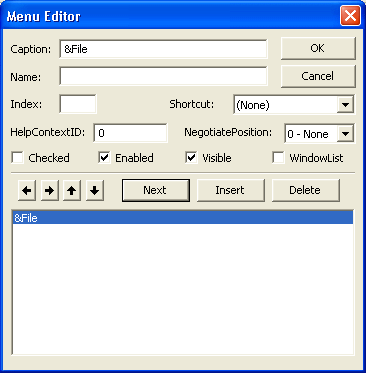 Menu Editor
Caption: &File OK
Name: Cancel
Index: Shortcut: (None)
HelpContextID: 0 NegotiatePosition: 0 - None
Checked Enabled Visible WindowList
Next Insert Delete
&File